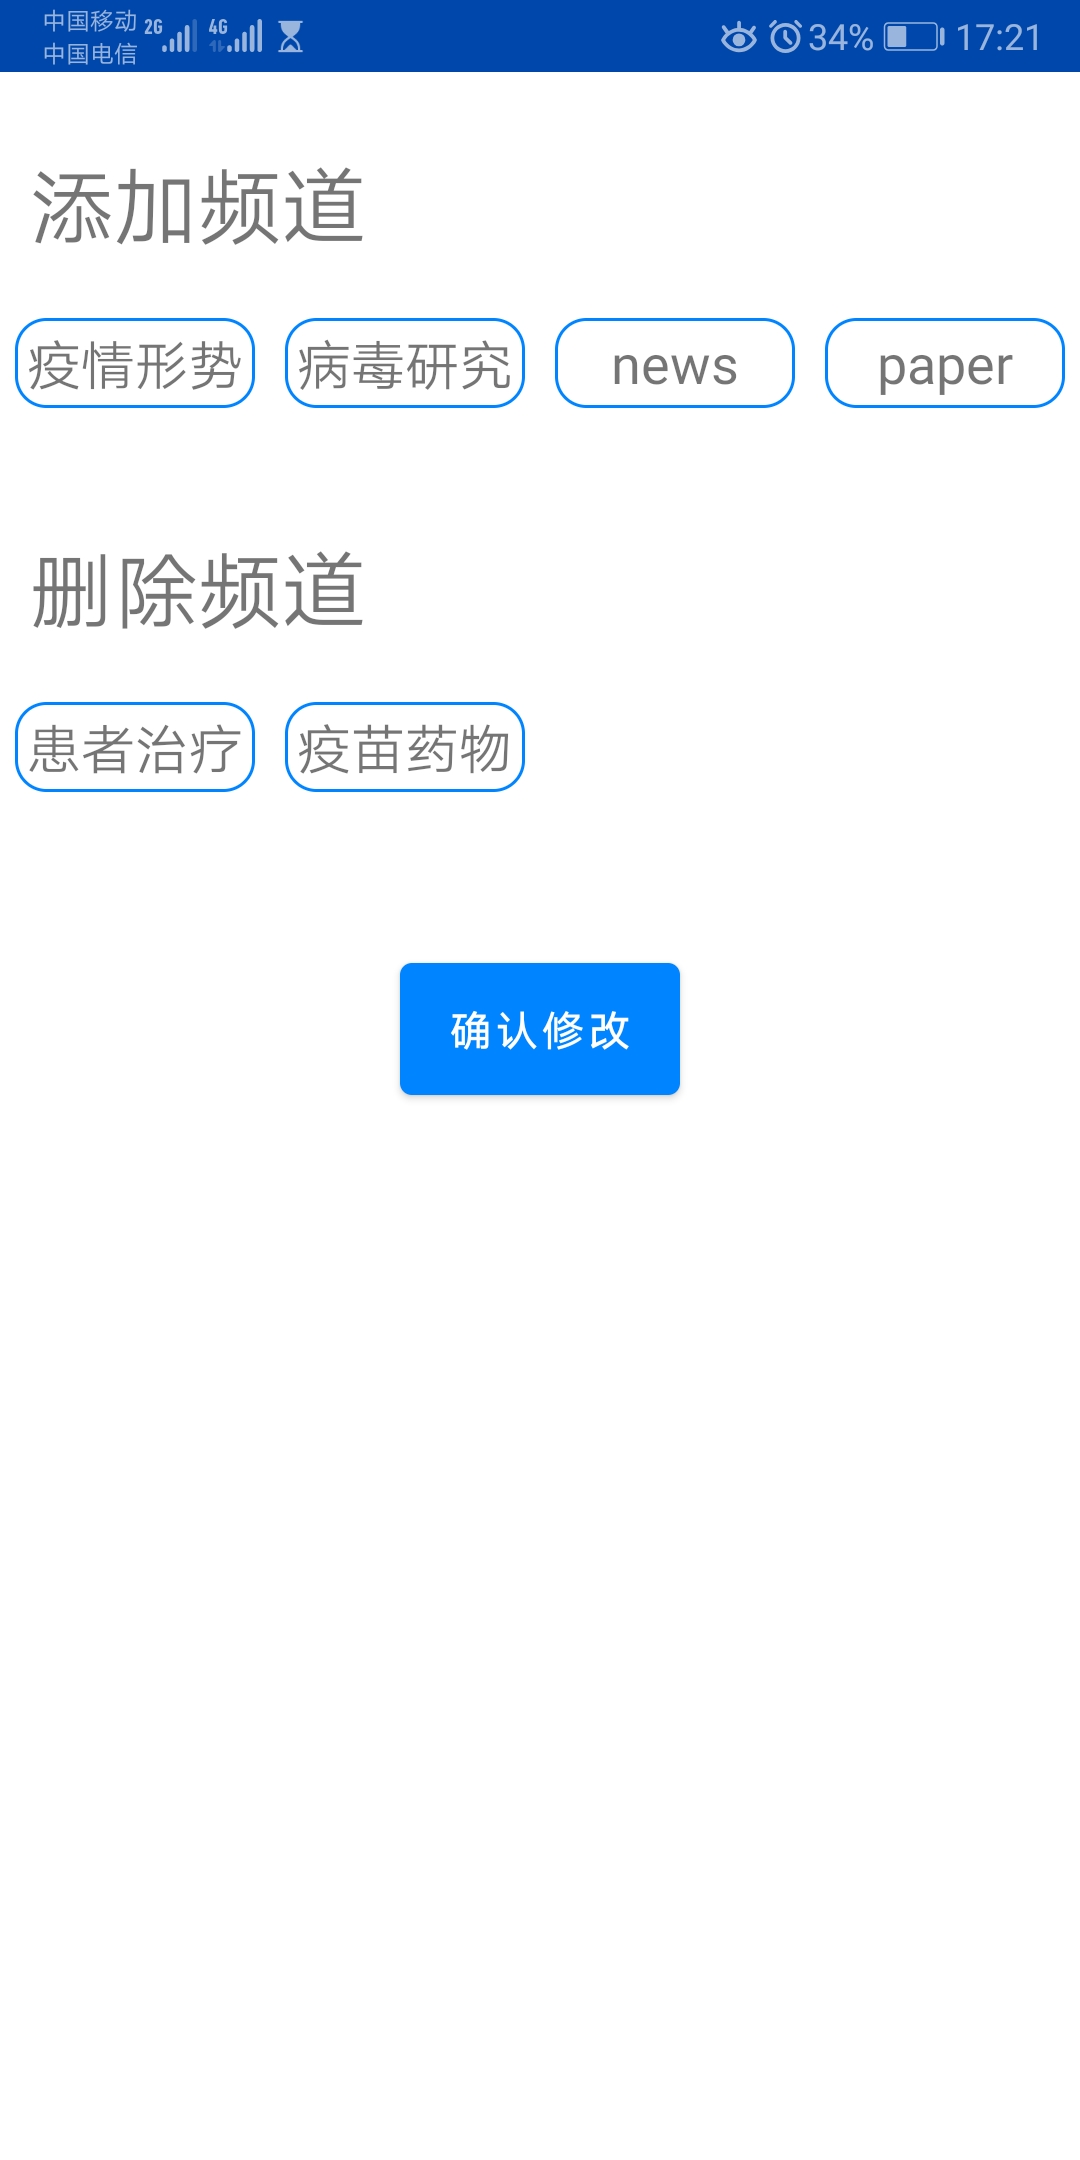 中国移动 2G 4G
中国电信
34% 17:21
添加频道
疫情形势 病毒研究 news paper
删除频道
患者治疗 疫苗药物
确认修改